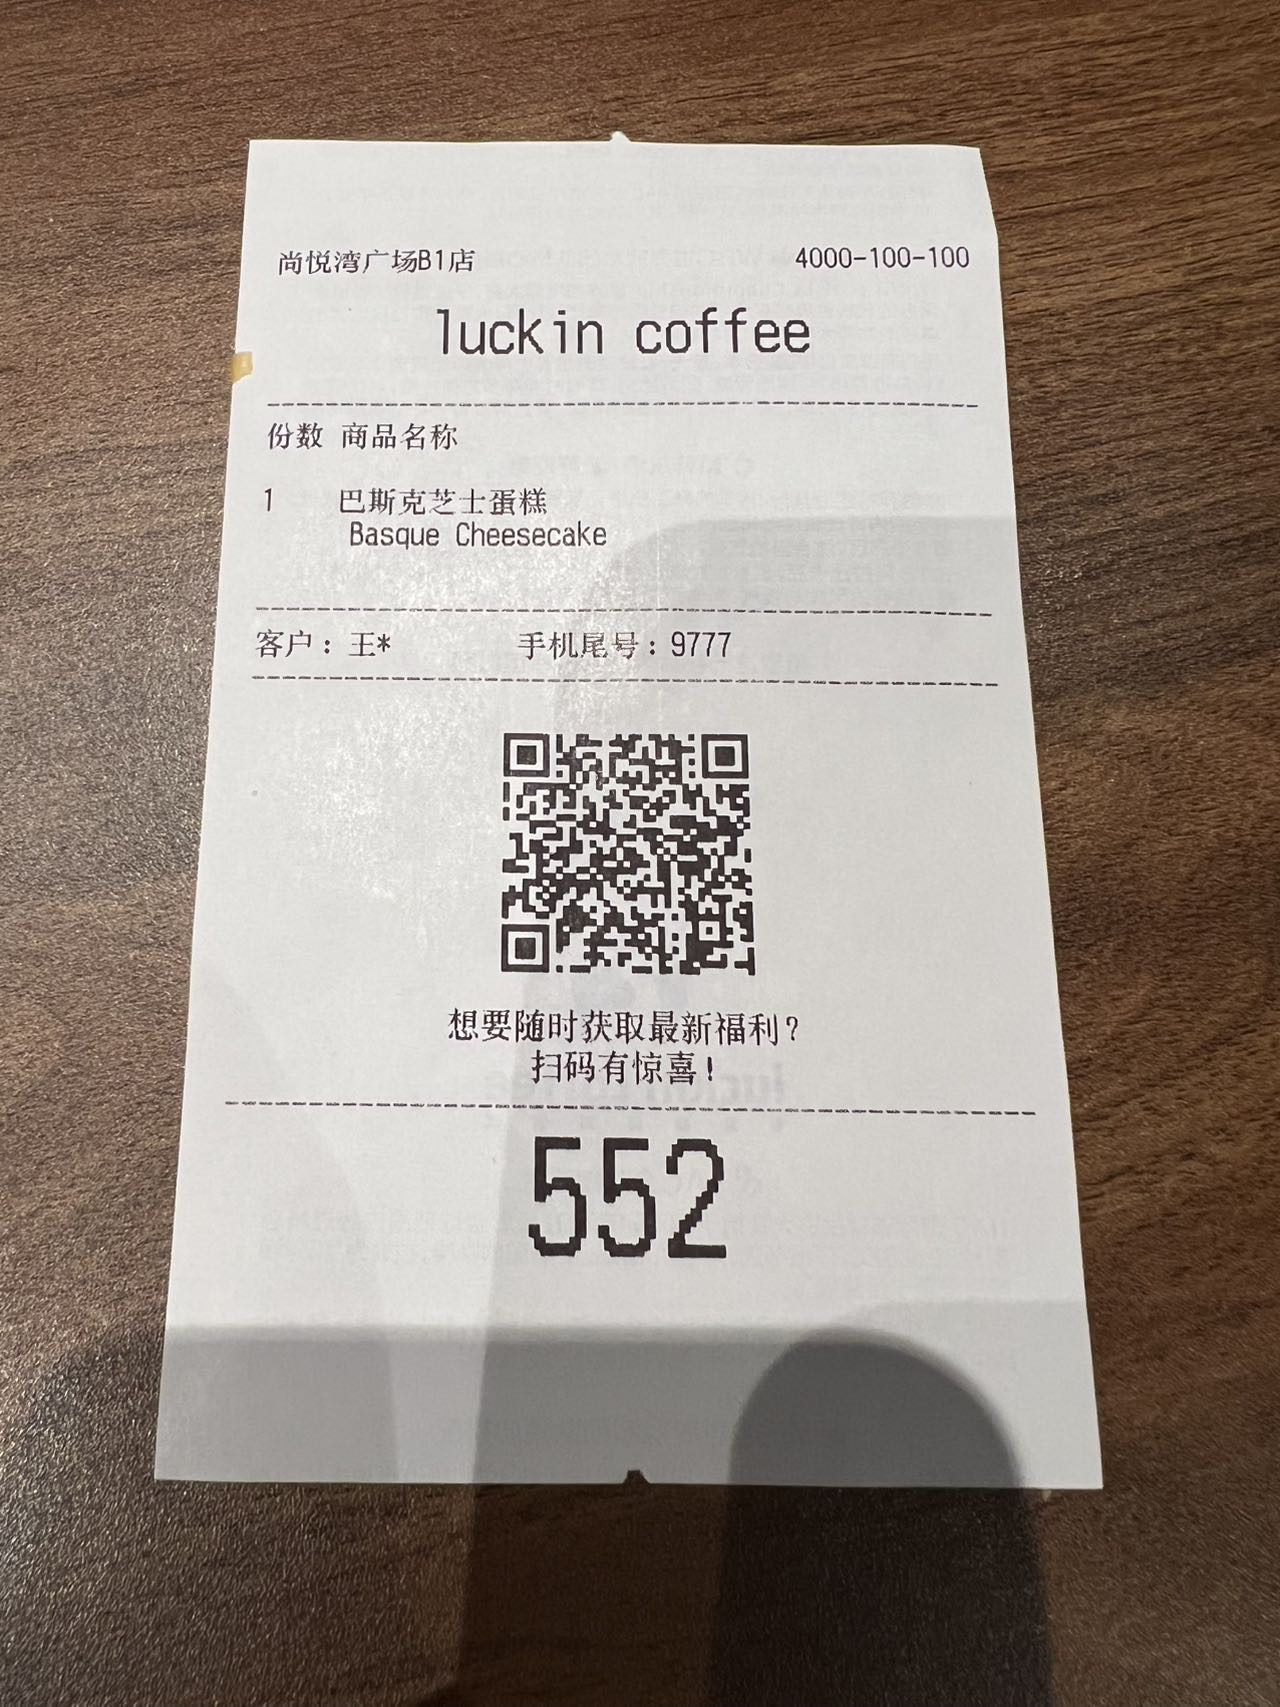 尚悦湾广场B1店 4000-100-100
luckin coffee
份数 商品名称
1 巴斯克芝士蛋糕
Basque Cheesecake
客户：王* 手机尾号：9777
想要随时获取最新福利？
扫码有惊喜！
552